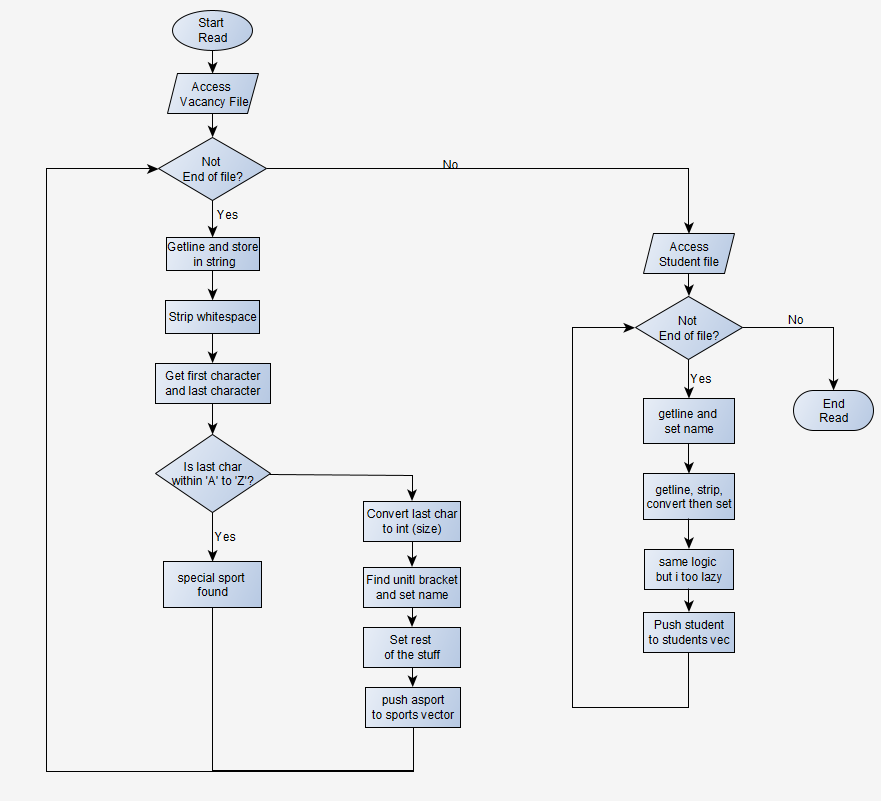 Start
Read
Access
Vacancy File
Not
End of file?
No
Yes
Getline and store
in string
Strip whitespace
Get first character
and last character
Is last char
within 'A' to 'Z'?
Yes
special sport
found
Convert last char
to int (size)
Find unitl bracket
and set name
Set rest
of the stuff
push asport
to sports vector
Access
Student file
Not
End of file?
No
Yes
End
Read
getline and
set name
getline, strip,
convert then set
same logic
but i too lazy
Push student
to students vec